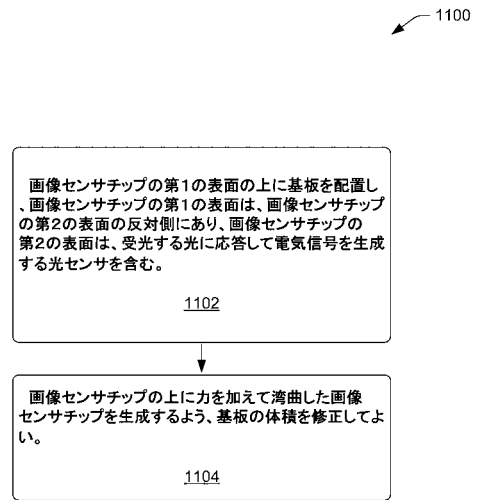 1100
画像センサチップの第1の表面の上に基板を配置し
、画像センサチップの第1の表面は、画像センサチップ
の第2の表面の反対側にあり、画像センサチップの
第2の表面は、受光する光に応答して電気信号を生成
する光センサを含む。
1102
画像センサチップの上に力を加えて湾曲した画像
センサチップを生成するよう、基板の体積を修正してよ
い。
1104